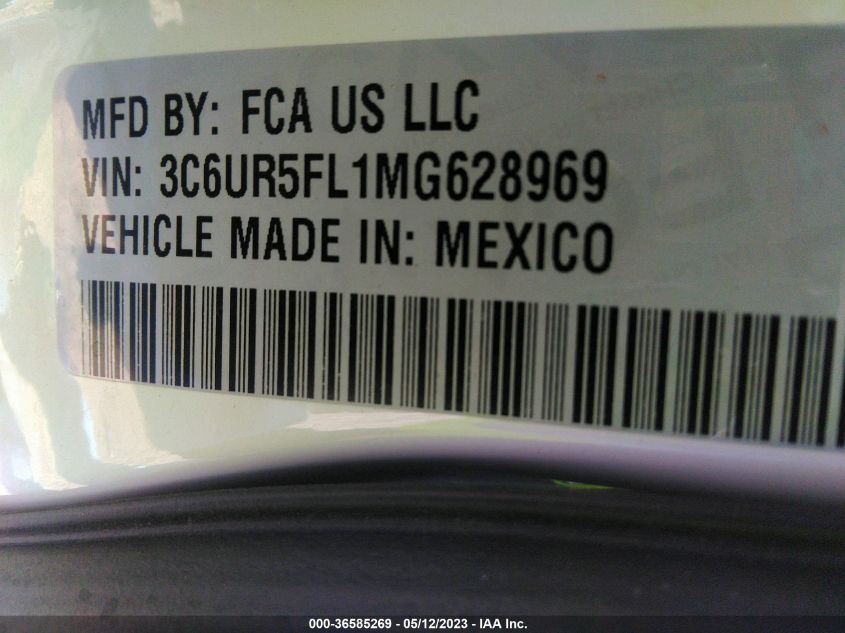 MFD BY: FCA US LLC
VIN: 3C6UR5FL1MG628969
VEHICLE MADE IN: MEXICO
000-36585269 - 05/12/2023 - IAA Inc.